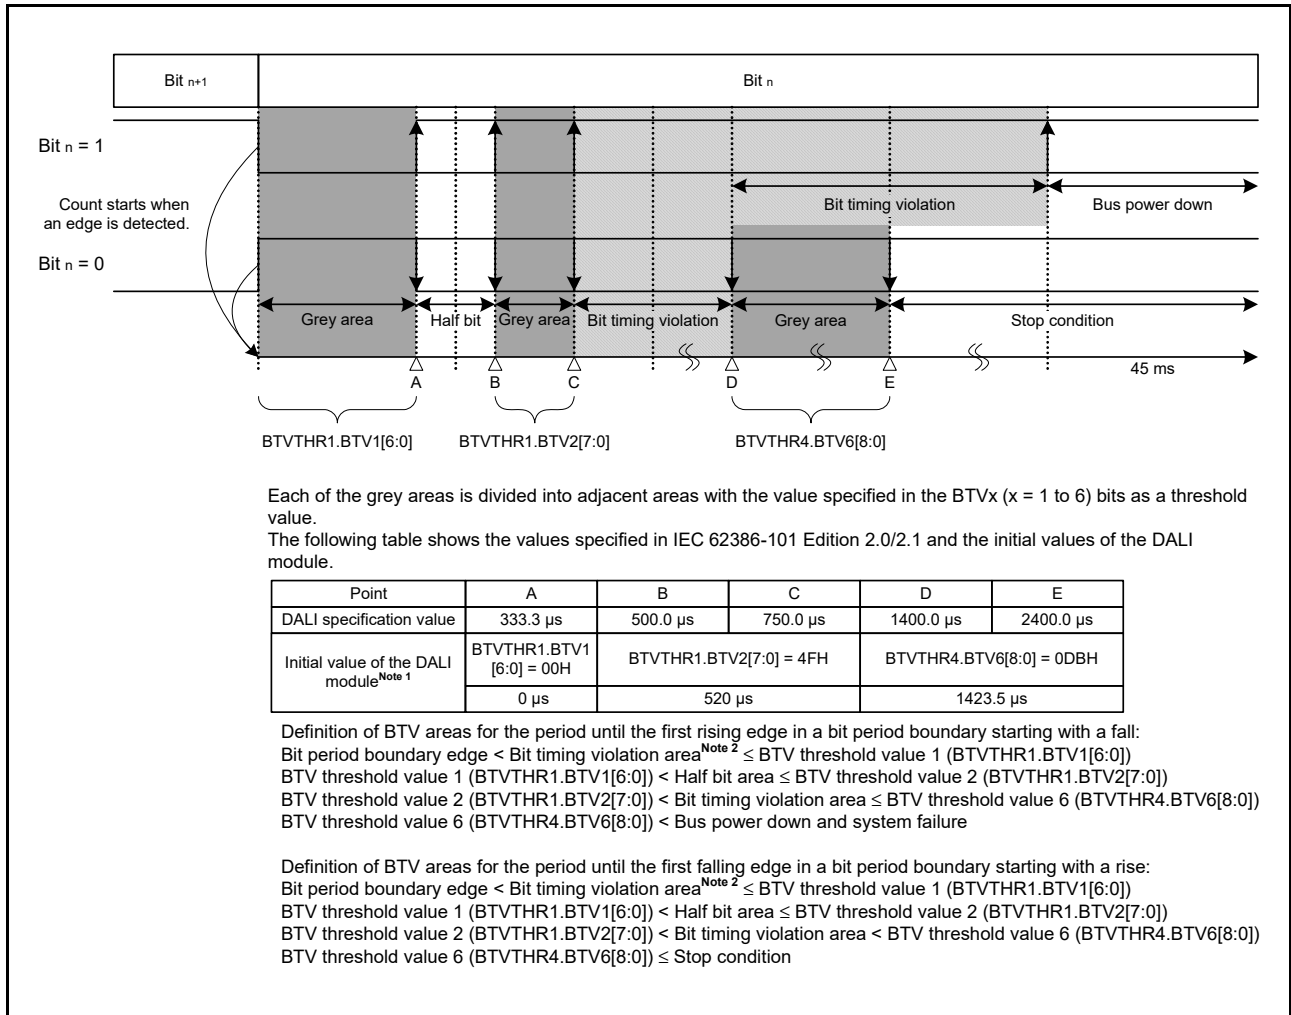 Bit n+1
Bit n
Bit n = 1
Count starts when
an edge is detected.
Bit timing violation
Bus power down
Bit n = 0
Grey area
Half bit
Grey area
Bit timing violation
Grey area
Stop condition
45 ms
A
B
C
D
E
BTVTHR1.BTV1[6:0]
BTVTHR1.BTV2[7:0]
BTVTHR4.BTV6[8:0]
Each of the grey areas is divided into adjacent areas with the value specified in the BTVx (x = 1 to 6) bits as a threshold
value.
The following table shows the values specified in IEC 62386-101 Edition 2.0/2.1 and the initial values of the DALI
module.
Point A B C D E
DALI specification value 333.3 µs 500.0 µs 750.0 µs 1400.0 µs 2400.0 µs
Initial value of the DALI
module Note 1
BTVTHR1.BTV1
[6:0] = 00H
BTVTHR1.BTV2[7:0] = 4FH
BTVTHR4.BTV6[8:0] = 0DBH
0 µs 520 µs 1423.5 µs
Definition of BTV areas for the period until the first rising edge in a bit period boundary starting with a fall:
Bit period boundary edge < Bit timing violation area Note 2 ≤ BTV threshold value 1 (BTVTHR1.BTV1[6:0])
BTV threshold value 1 (BTVTHR1.BTV1[6:0]) < Half bit area ≤ BTV threshold value 2 (BTVTHR1.BTV2[7:0])
BTV threshold value 2 (BTVTHR1.BTV2[7:0]) < Bit timing violation area ≤ BTV threshold value 6 (BTVTHR4.BTV6[8:0])
BTV threshold value 6 (BTVTHR4.BTV6[8:0]) < Bus power down and system failure
Definition of BTV areas for the period until the first falling edge in a bit period boundary starting with a rise:
Bit period boundary edge < Bit timing violation area Note 2 ≤ BTV threshold value 1 (BTVTHR1.BTV1[6:0])
BTV threshold value 1 (BTVTHR1.BTV1[6:0]) < Half bit area ≤ BTV threshold value 2 (BTVTHR1.BTV2[7:0])
BTV threshold value 2 (BTVTHR1.BTV2[7:0]) < Bit timing violation area < BTV threshold value 6 (BTVTHR4.BTV6[8:0])
BTV threshold value 6 (BTVTHR4.BTV6[8:0]) ≤ Stop condition